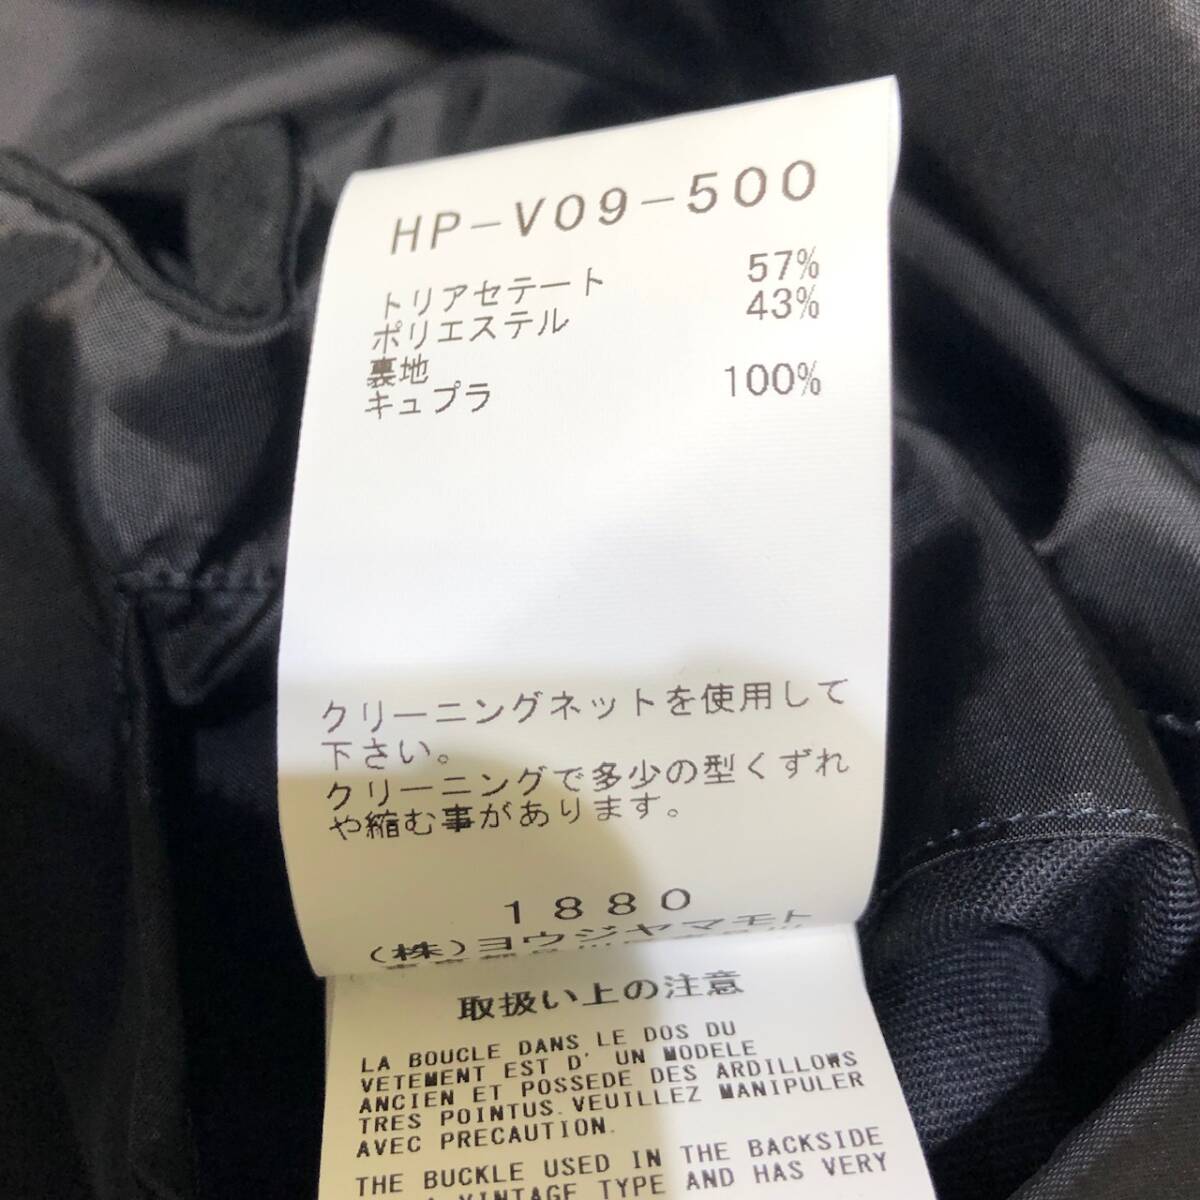 HP-V09-500
トリアセテート 57%
ポリエステル 43%
裏地
キュプラ 100%
クリーニングネットを使用して
下さい。
クリーニングで多少の型くずれ
や縮む事があります。
1880
(株)ヨウジヤマモト
取扱い上の注意
LA BOUCLE DANS LE DOS DU
VETEMENT EST D' UN MODELE
ANCIEN ET POSSEDE DES ARDILLOWS
TRES POINTUS. VEUILLEZ MANIPULER
AVEC PRECAUTION.
THE BUCKLE USED IN THE BACKSIDE
VINTAGE TYPE AND HAS VERY